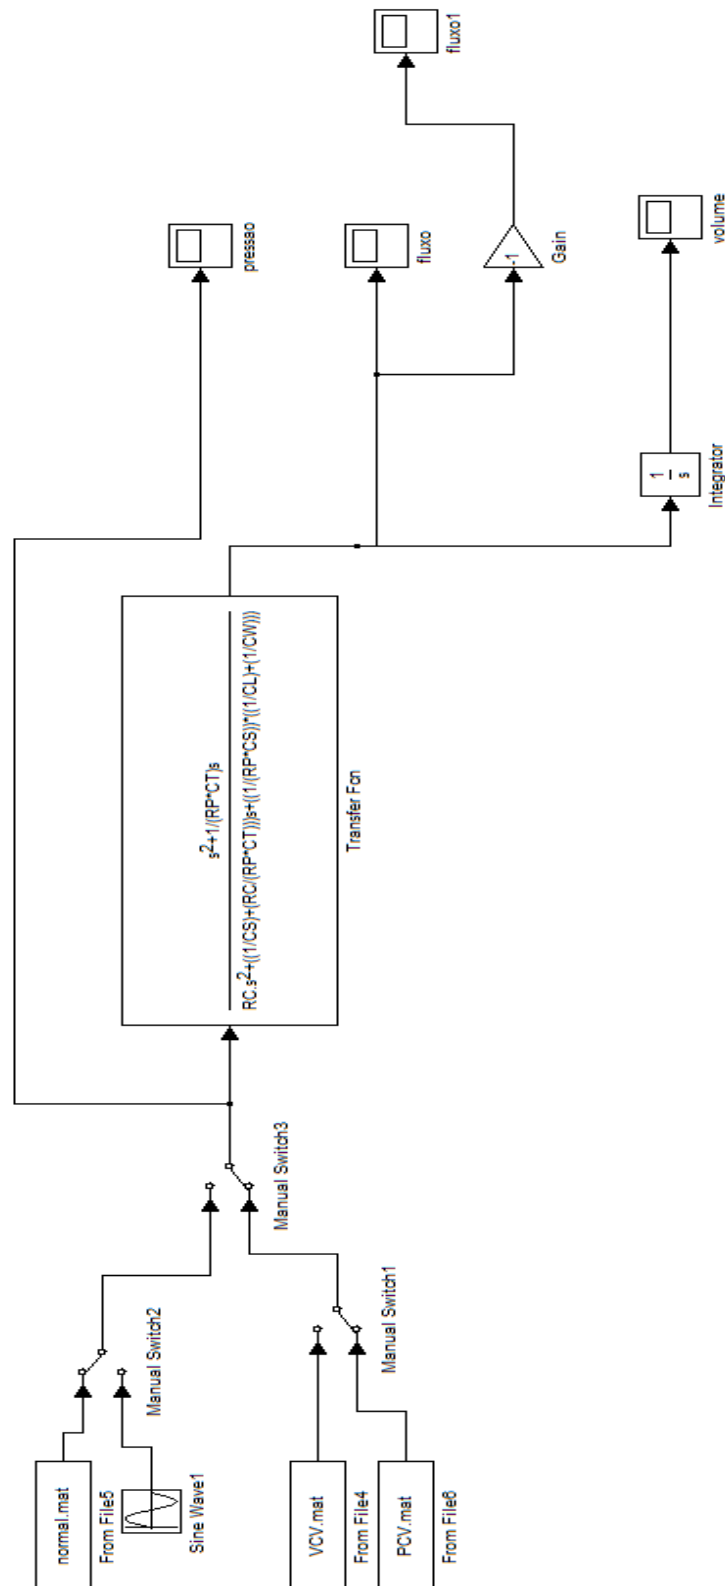 normal.mat
From File5
Sine Wave1
Manual Switch2
VCV.mat
From File4
PCV.mat
From File6
Manual Switch1
Manual Switch3
s²+1/(RP*CT)s
RC.s²+((1/CS)+(RC/(RP*CT)))s+((1/(RP*CS))*((1/CL)+(1/CW)))
Transfer Fcn
pressao
fluxo
-1
Gain
fluxo1
1
s
Integrator
volume